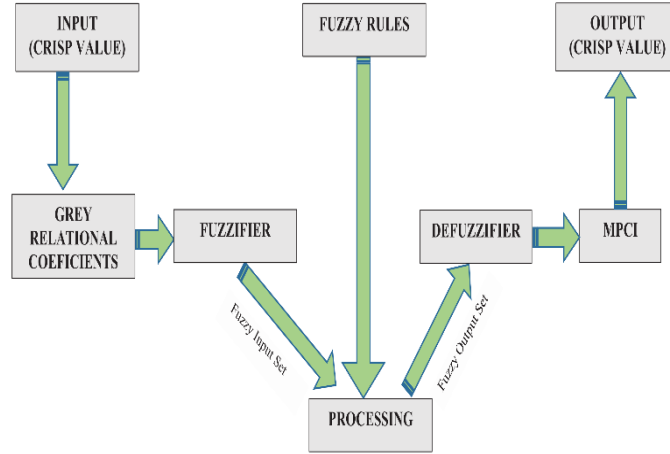 INPUT
(CRISP VALUE)
FUZZY RULES
OUTPUT
(CRISP VALUE)
GREY
RELATIONAL
COEFICIENTS
FUZZIFIER
DEFUZZIFIER
MPCI
Fuzzy Input Set
Fuzzy Output Set
PROCESSING